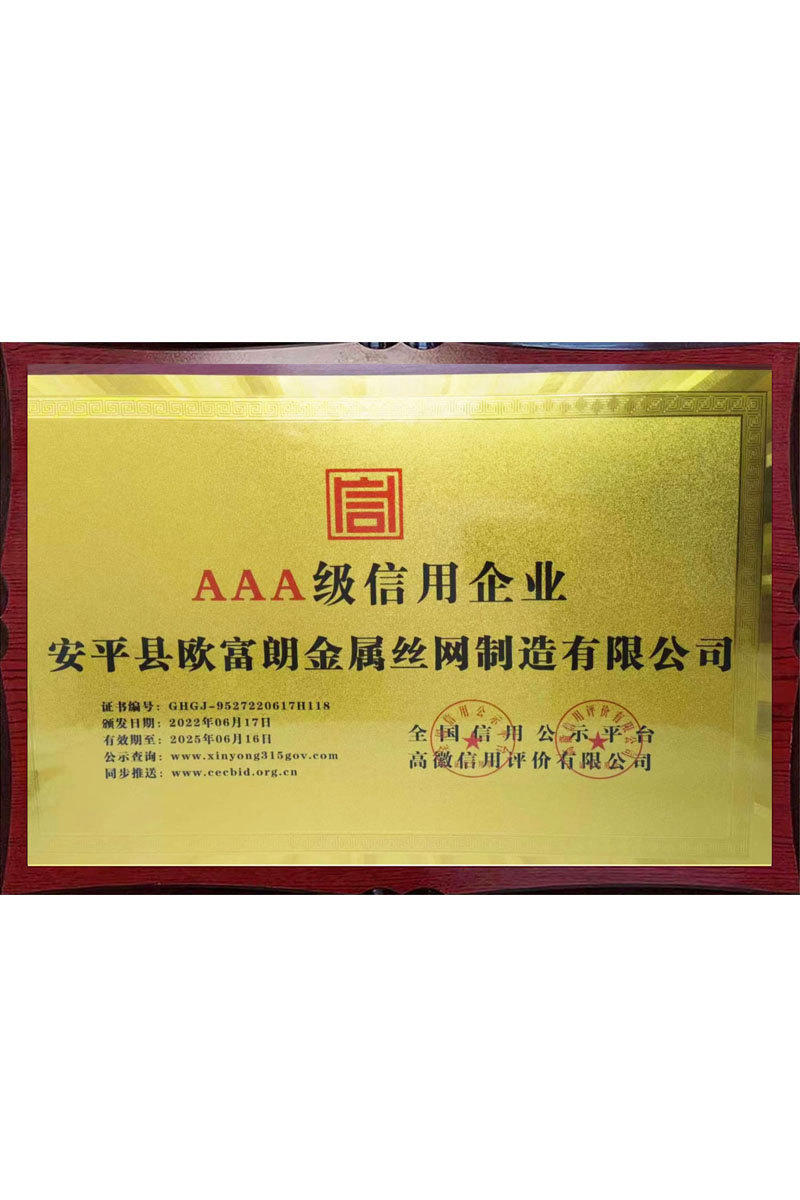 信
AAA级信用企业
安平县欧富朗金属丝网制造有限公司
证书编号：GHGJ-9527220617H118
颁发日期：2022年06月17日
有效期至：2025年06月16日
公示查询：www.xinyong315gov.com
同步推送：www.cecbid.org.cn
全国信用公示平台
高徽信用评价有限公司